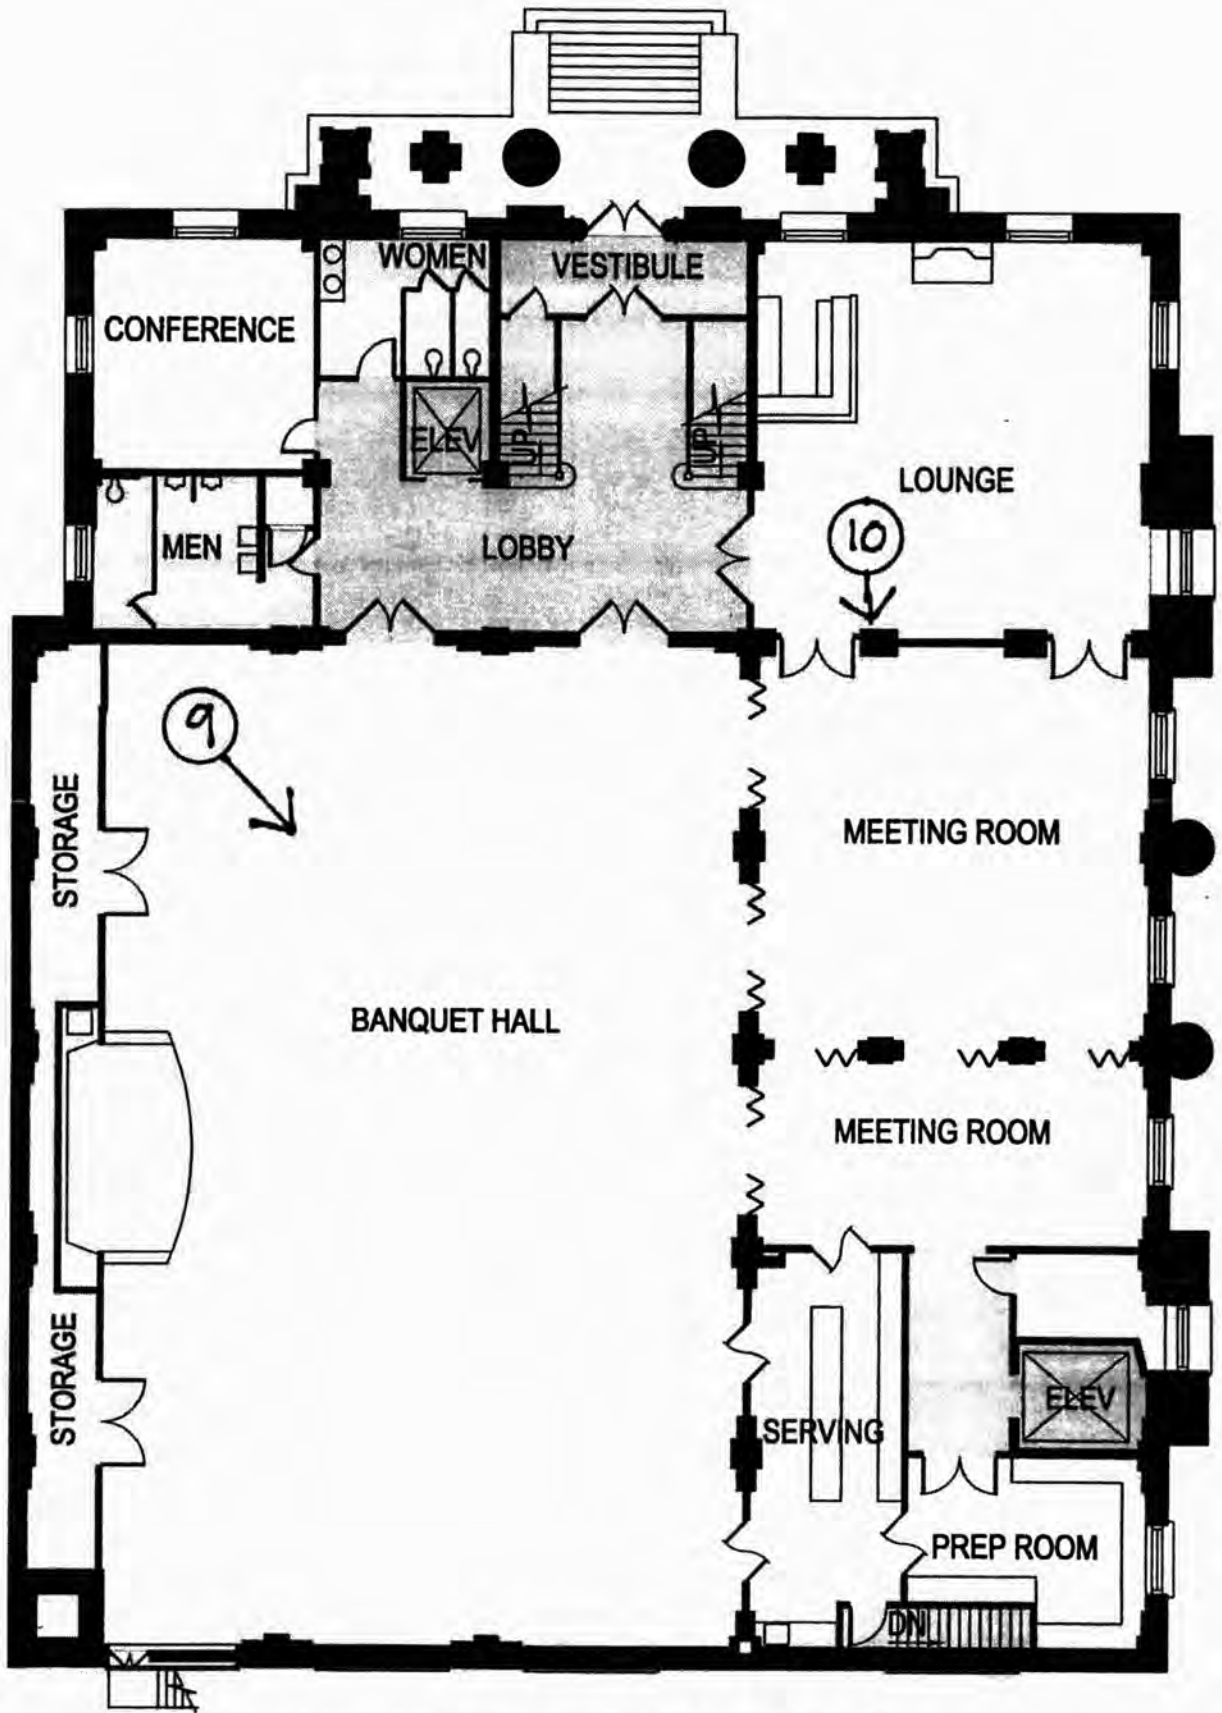 WOMEN
VESTIBULE
CONFERENCE
ELEV
UP
UP
LOUNGE
MEN
LOBBY
10
9
STORAGE
MEETING ROOM
BANQUET HALL
MEETING ROOM
STORAGE
ELEV
SERVING
PREP ROOM
DN